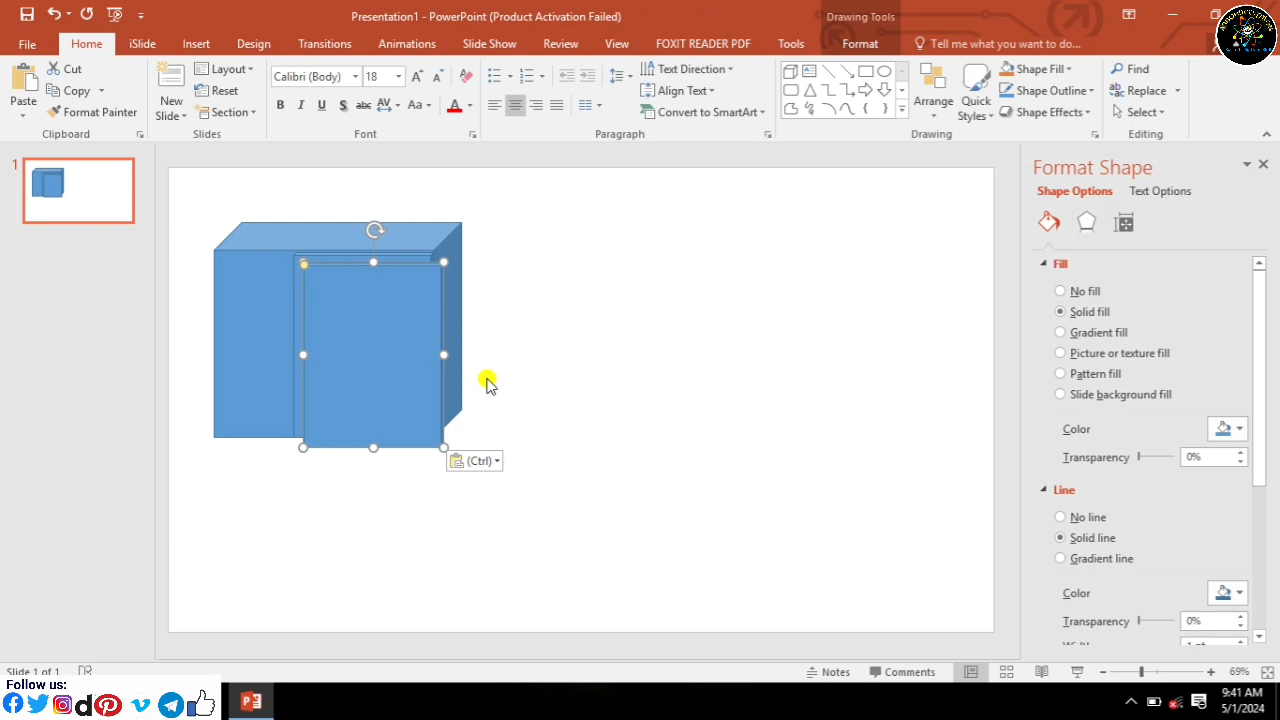 Presentation1 - PowerPoint (Product Activation Failed)
Drawing Tools
File
Home
iSlide
Insert
Design
Transitions
Animations
Slide Show
Review
View
FOXIT READER PDF
Tools
Format
Tell me what you want to do...
Paste
Cut
Copy
Format Painter
Clipboard
New Slide
Layout
Reset
Section
Slides
Calibri (Body)
18
B I U S abc AV Aa A
Font
Text Direction
Align Text
Convert to SmartArt
Paragraph
Arrange
Quick Styles
Shape Fill
Shape Outline
Shape Effects
Drawing
Find
Replace
Select
Editing
1
(Ctrl)
Format Shape
Shape Options
Text Options
Fill
No fill
Solid fill
Gradient fill
Picture or texture fill
Pattern fill
Slide background fill
Color
Transparency
0%
Line
No line
Solid line
Gradient line
Color
Transparency
0%
Slide 1 of 1
Notes
Comments
69%
Follow us:
9:41 AM
5/1/2024